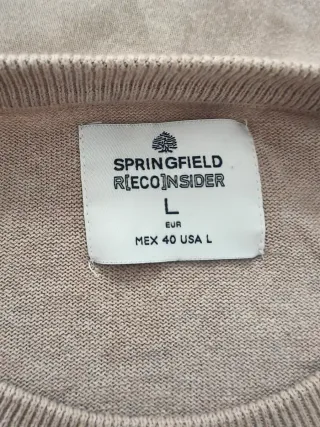 SPRINGFIELD
R[ECO]NSIDER
L
EUR
MEX 40 USA L